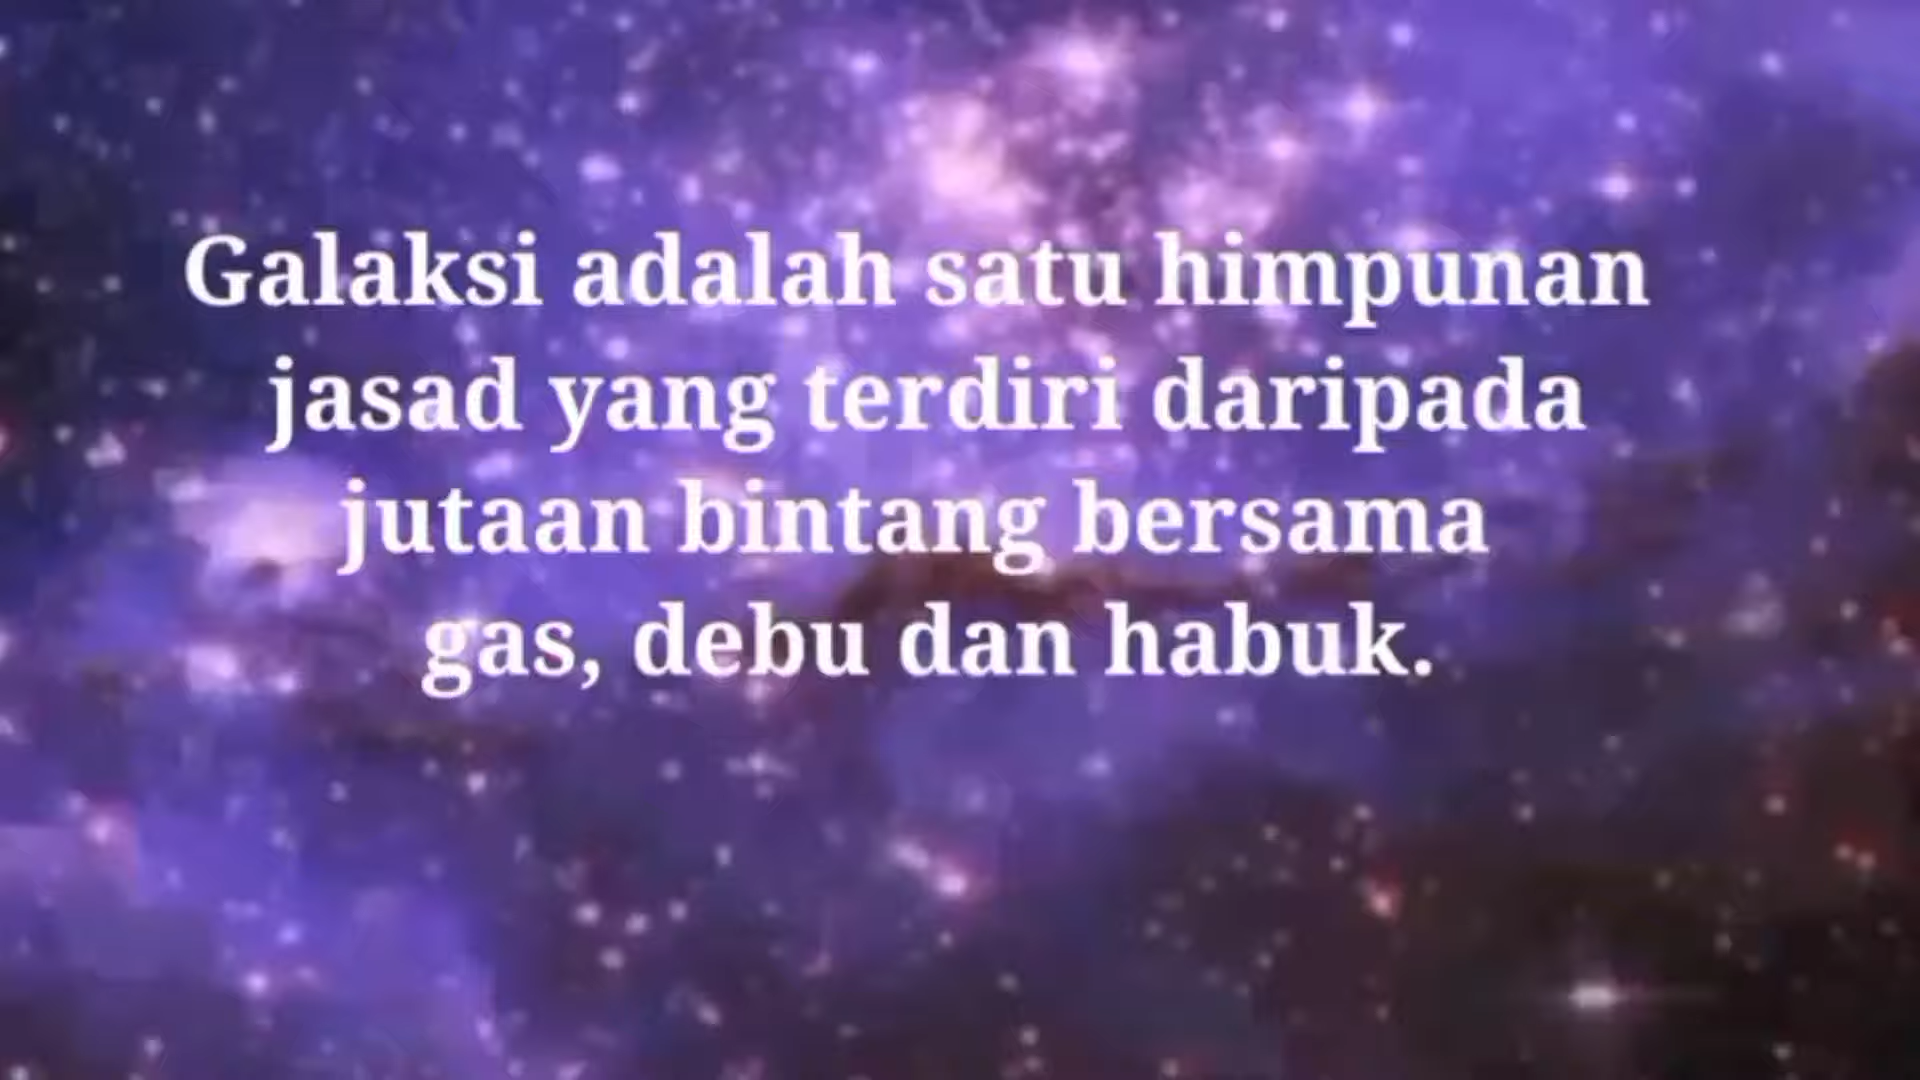 Galaksi adalah satu himpunan
jasad yang terdiri daripada
jutaan bintang bersama
gas, debu dan habuk.